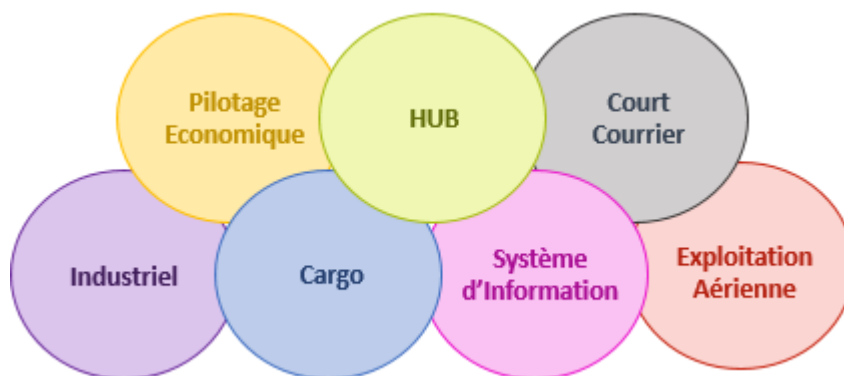 Pilotage
Economique
HUB
Court
Courrier
Industriel
Cargo
Système
d’Information
Exploitation
Aérienne